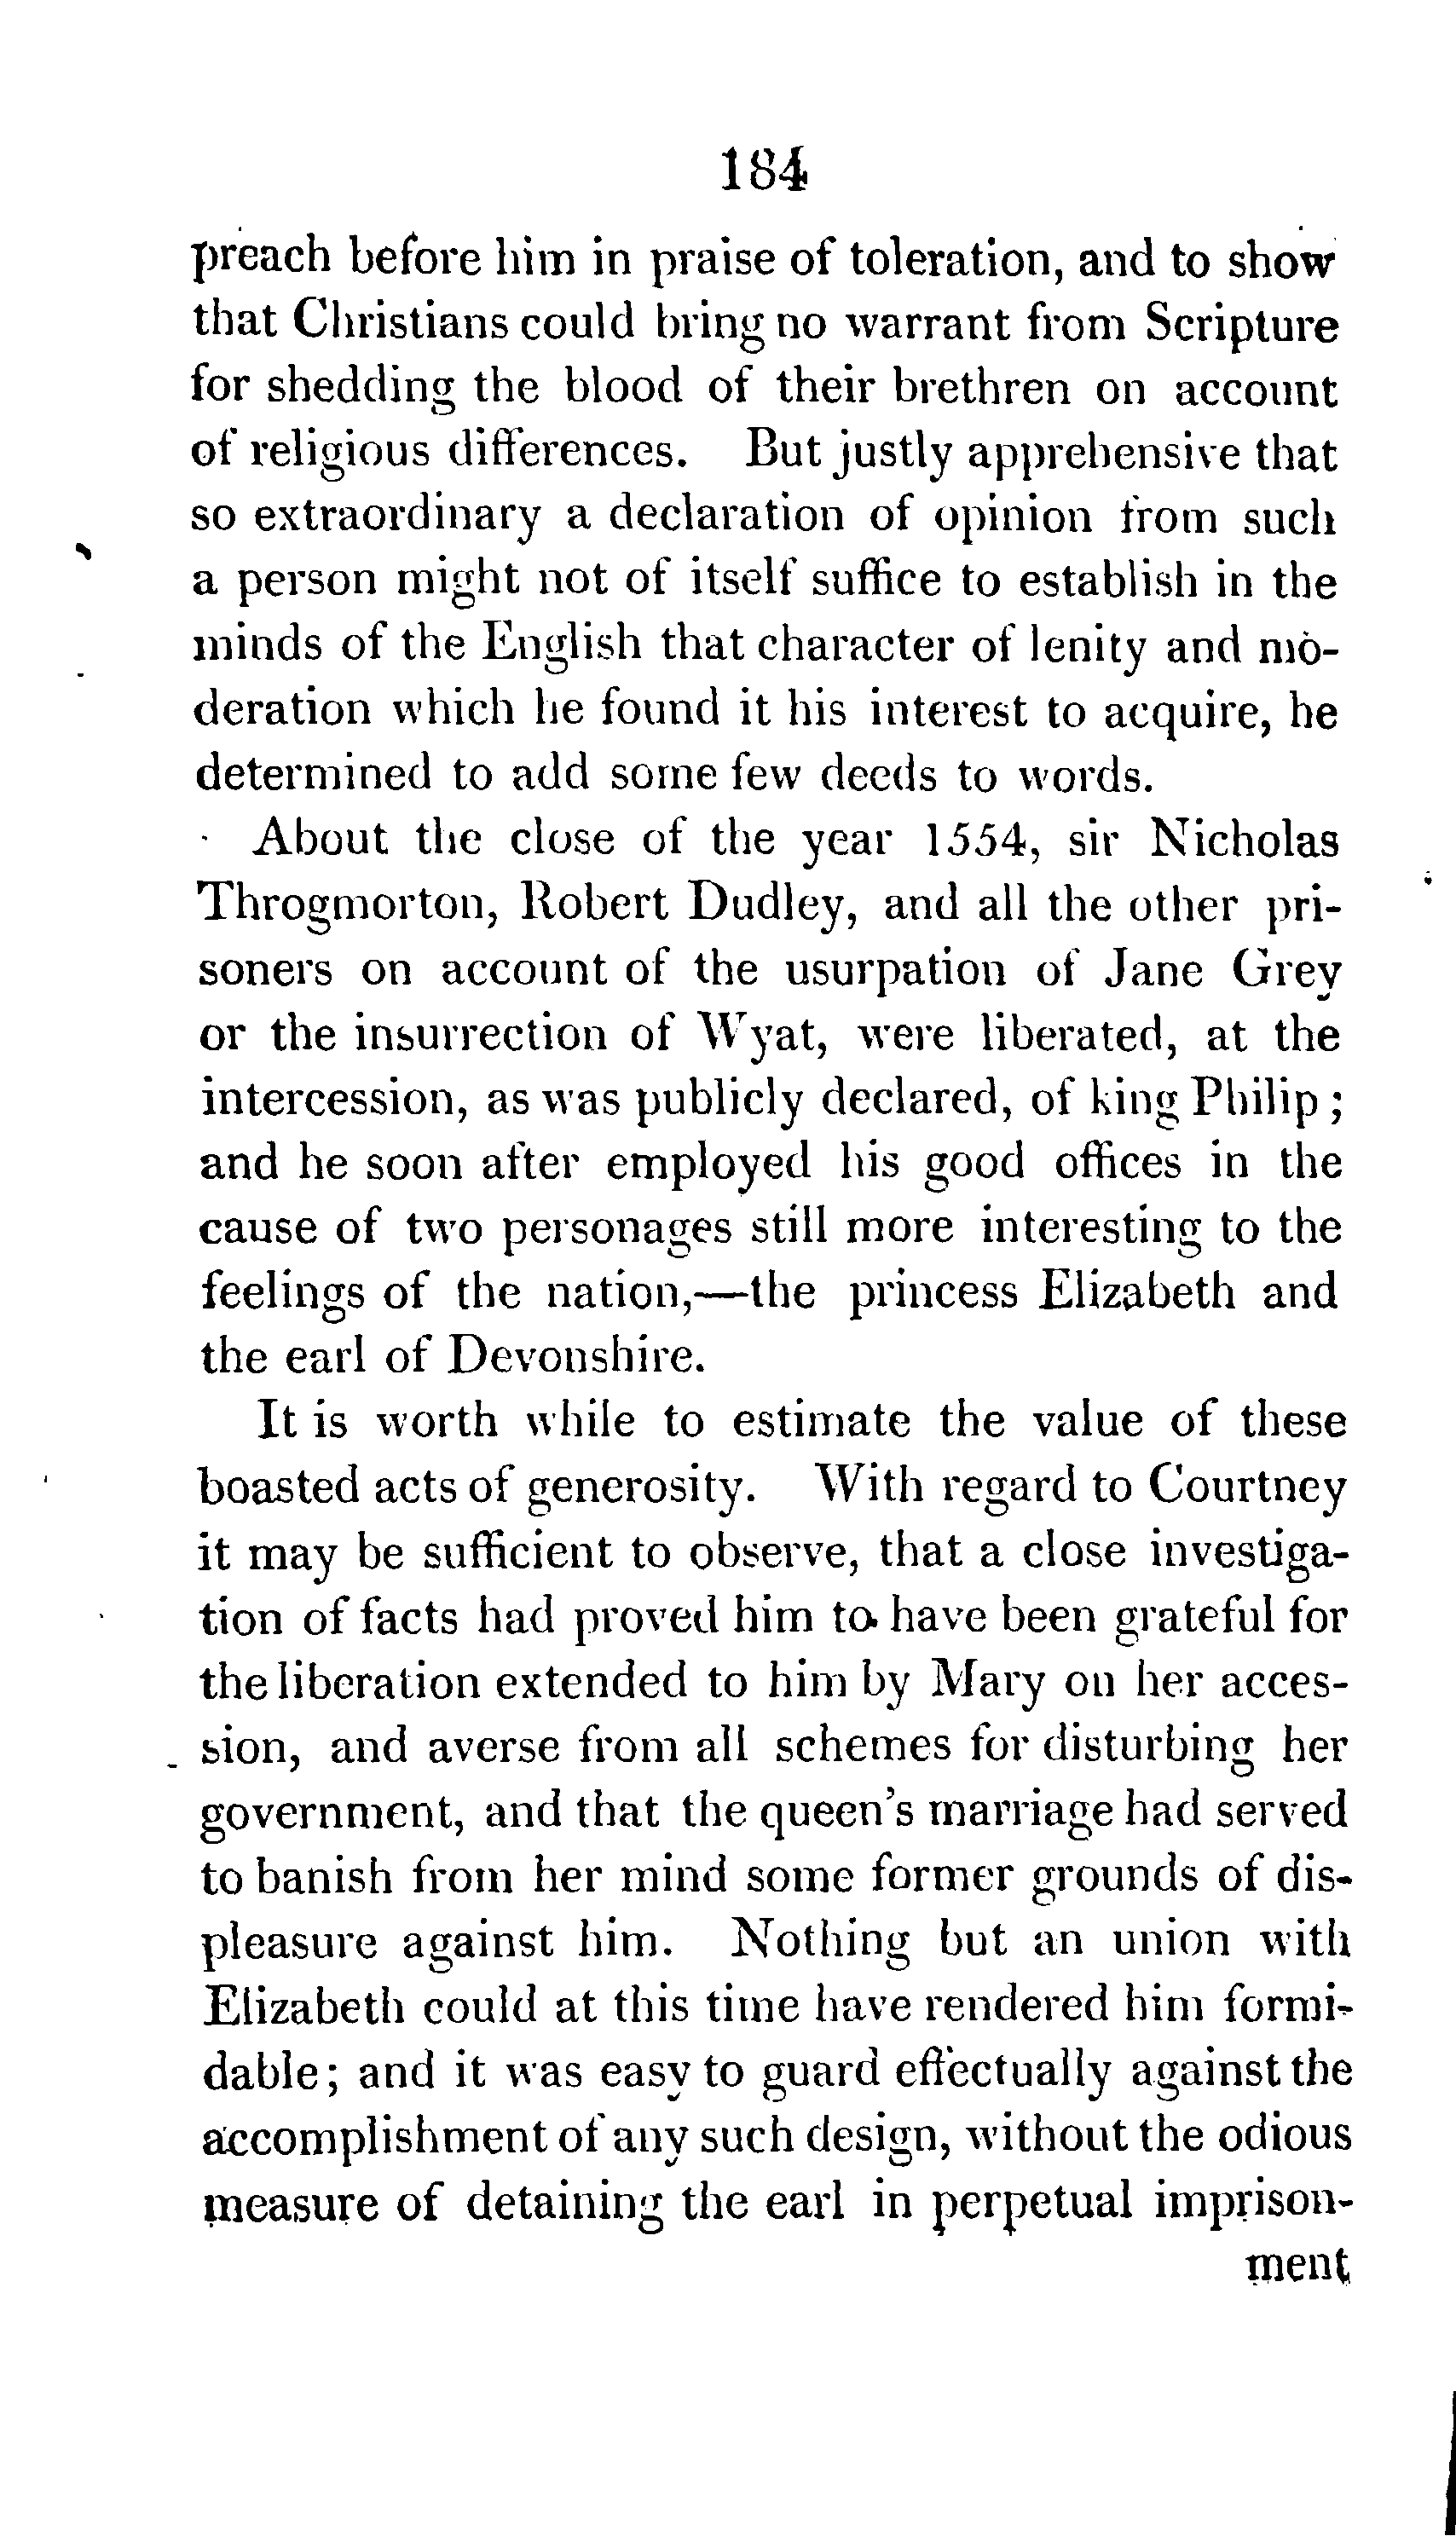 184
preach before him in praise of toleration, and to show
that Christians could bring no warrant from Scripture
for shedding the blood of their brethren on account
of religious differences. But justly apprehensive that
so extraordinary a declaration of opinion from such
a person might not of itself suffice to establish in the
minds of the English that character of lenity and mo-
deration which he found it his interest to acquire, he
determined to add some few deeds to words.
About the close of the year 1554, sir Nicholas
Throgmorton, Robert Dudley, and all the other pri-
soners on account of the usurpation of Jane Grey
or the insurrection of Wyat, were liberated, at the
intercession, as was publicly declared, of king Philip;
and he soon after employed his good offices in the
cause of two personages still more interesting to the
feelings of the nation,—the princess Elizabeth and
the earl of Devonshire.
It is worth while to estimate the value of these
boasted acts of generosity. With regard to Courtney
it may be sufficient to observe, that a close investiga-
tion of facts had proved him to have been grateful for
the liberation extended to him by Mary on her acces-
sion, and averse from all schemes for disturbing her
government, and that the queen's marriage had served
to banish from her mind some former grounds of dis-
pleasure against him. Nothing but an union with
Elizabeth could at this time have rendered him formi-
dable; and it was easy to guard effectually against the
accomplishment of any such design, without the odious
measure of detaining the earl in perpetual imprison-
ment